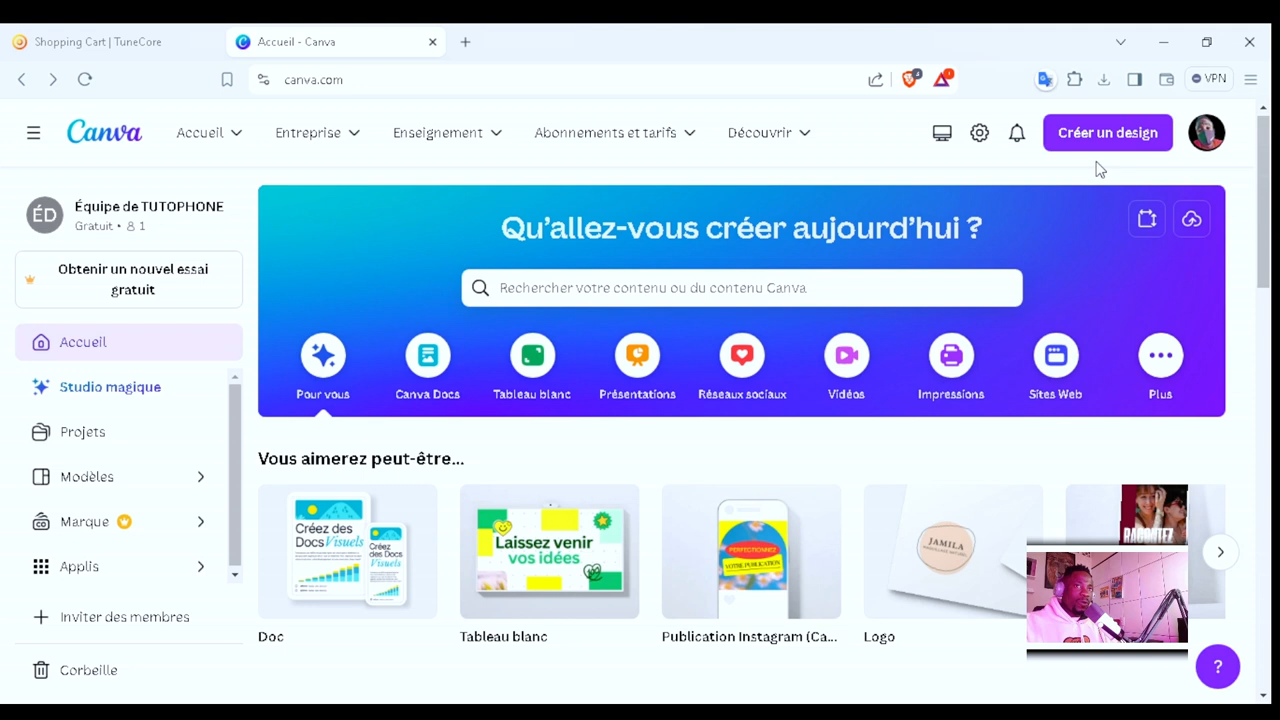 Shopping Cart | TuneCore
Accueil - Canva
canva.com
VPN
Canva
Accueil
Entreprise
Enseignement
Abonnements et tarifs
Découvrir
Créer un design
ÉD
Équipe de TUTOPHONE
Gratuit • 1
Obtenir un nouvel essai
gratuit
Accueil
Studio magique
Projets
Modèles
Marque
Applis
Inviter des membres
Corbeille
Qu'allez-vous créer aujourd'hui ?
Rechercher votre contenu ou du contenu Canva
Pour vous
Canva Docs
Tableau blanc
Présentations
Réseaux sociaux
Vidéos
Impressions
Sites Web
Plus
Vous aimerez peut-être...
Créez des
Docs Visuels
Créez des
Docs Visuels
Laissez venir
vos idées
PERFECTIONNEZ
VOTRE PUBLICATION
JAMILA
RACONTEZ
Doc
Tableau blanc
Publication Instagram (Ca...
Logo
?